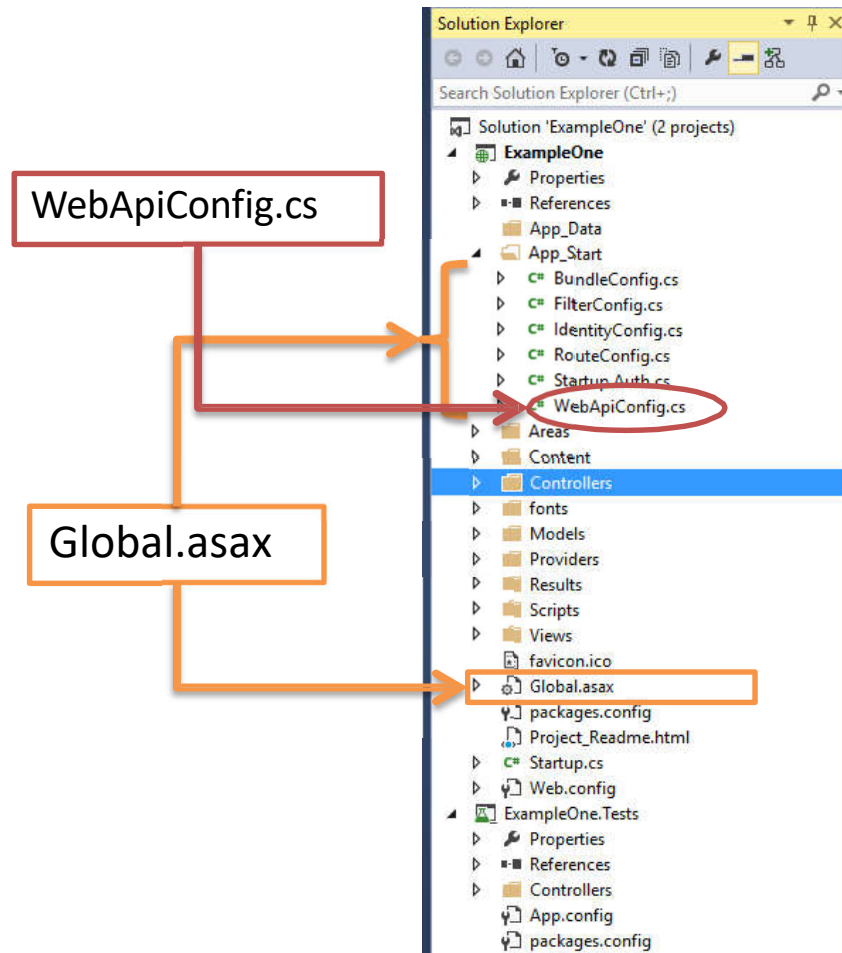 Solution Explorer
Search Solution Explorer (Ctrl+;)
Solution 'ExampleOne' (2 projects)
ExampleOne
Properties
References
App_Data
App_Start
BundleConfig.cs
FilterConfig.cs
IdentityConfig.cs
RouteConfig.cs
Startup.Auth.cs
WebApiConfig.cs
Areas
Content
Controllers
fonts
Models
Providers
Results
Scripts
Views
favicon.ico
Global.asax
packages.config
Project_Readme.html
Startup.cs
Web.config
ExampleOne.Tests
Properties
References
Controllers
App.config
packages.config
WebApiConfig.cs
Global.asax